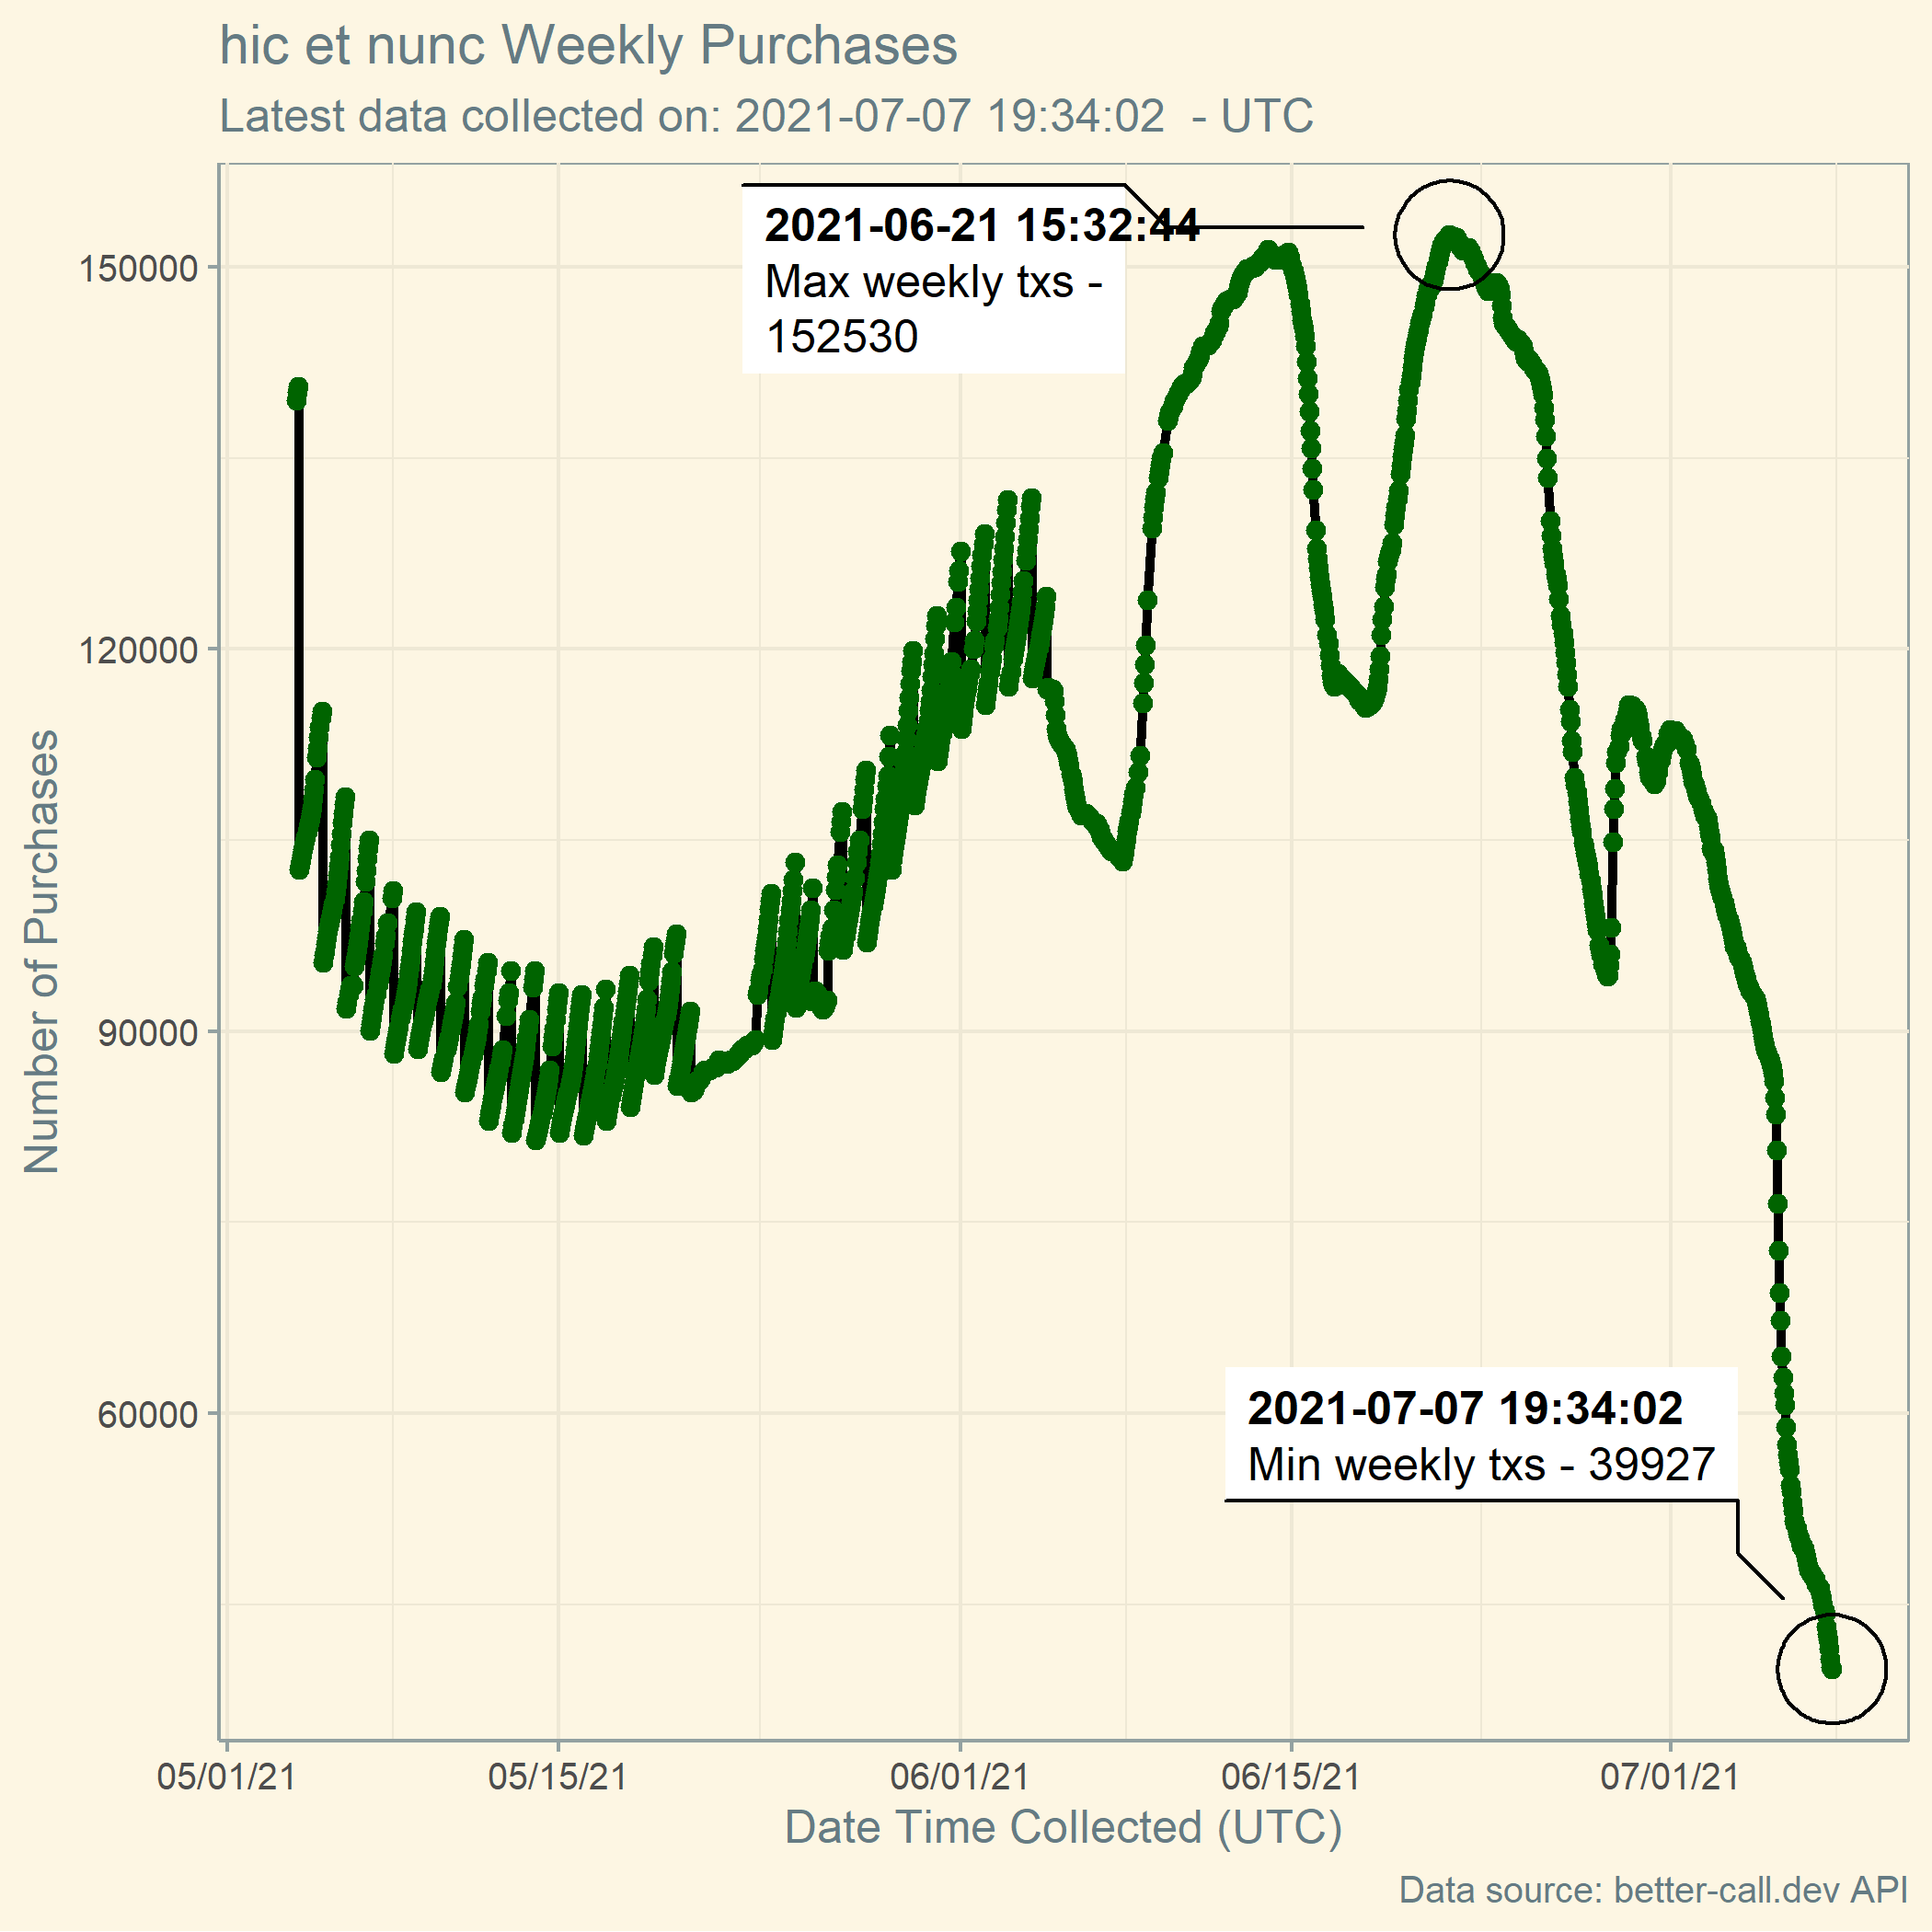 hic et nunc Weekly Purchases
Latest data collected on: 2021-07-07 19:34:02  - UTC
2021-06-21 15:32:44
Max weekly txs -
152530
150000
120000
90000
60000
Number of Purchases
2021-07-07 19:34:02
Min weekly txs - 39927
05/01/21
05/15/21
06/01/21
06/15/21
07/01/21
Date Time Collected (UTC)
Data source: better-call.dev API